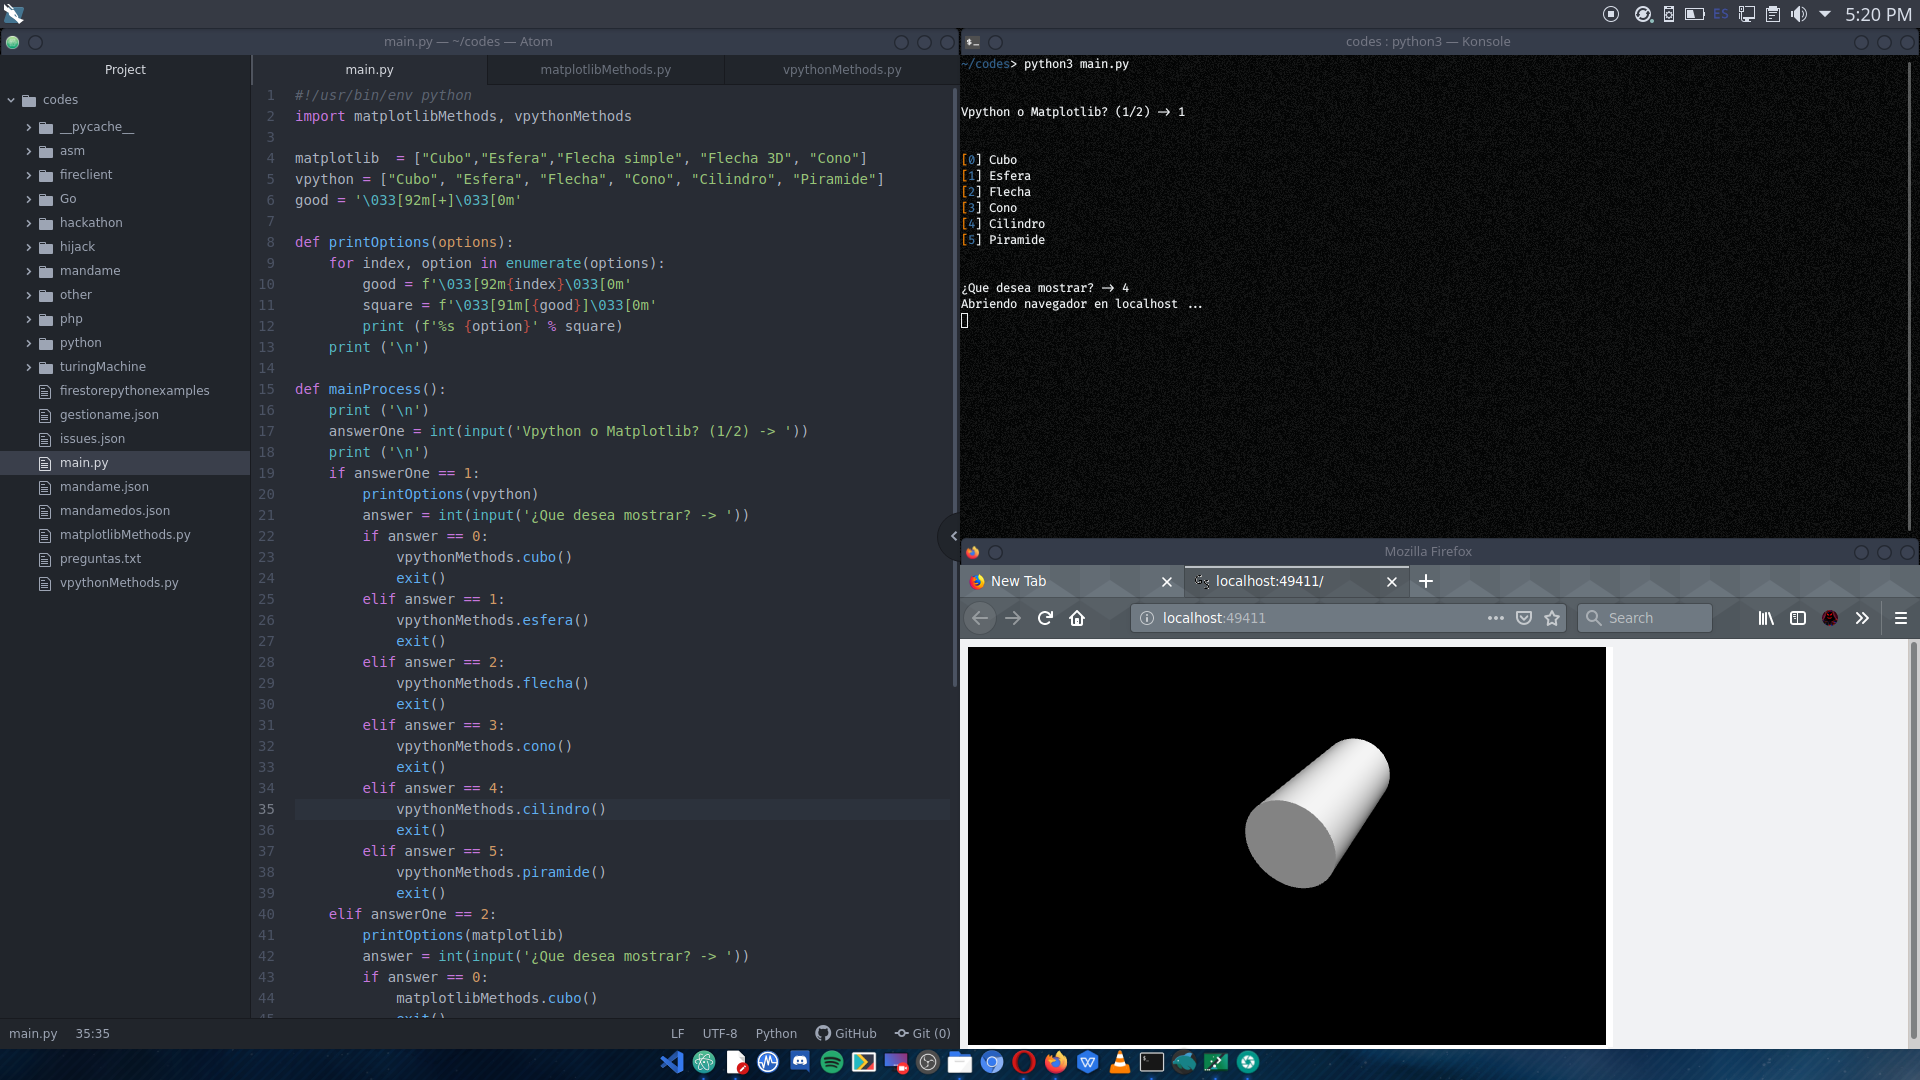 ES
5:20 PM
main.py — ~/codes — Atom
Project
codes
__pycache__
asm
fireclient
Go
hackathon
hijack
mandame
other
php
python
turingMachine
firestorepythonexamples
gestioname.json
issues.json
main.py
mandame.json
mandamedos.json
matplotlibMethods.py
preguntas.txt
vpythonMethods.py
main.py
matplotlibMethods.py
vpythonMethods.py
1 #!/usr/bin/env python
2 import matplotlibMethods, vpythonMethods
3
4 matplotlib  = ["Cubo","Esfera","Flecha simple", "Flecha 3D", "Cono"]
5 vpython = ["Cubo", "Esfera", "Flecha", "Cono", "Cilindro", "Piramide"]
6 good = '\033[92m[+]\033[0m'
7
8 def printOptions(options):
9     for index, option in enumerate(options):
10         good = f'\033[92m{index}\033[0m'
11         square = f'\033[91m[{good}]\033[0m'
12         print (f'%s {option}' % square)
13     print ('\n')
14
15 def mainProcess():
16     print ('\n')
17     answerOne = int(input('Vpython o Matplotlib? (1/2) -> '))
18     print ('\n')
19     if answerOne == 1:
20         printOptions(vpython)
21         answer = int(input('¿Que desea mostrar? -> '))
22         if answer == 0:
23             vpythonMethods.cubo()
24             exit()
25         elif answer == 1:
26             vpythonMethods.esfera()
27             exit()
28         elif answer == 2:
29             vpythonMethods.flecha()
30             exit()
31         elif answer == 3:
32             vpythonMethods.cono()
33             exit()
34         elif answer == 4:
35             vpythonMethods.cilindro()
36             exit()
37         elif answer == 5:
38             vpythonMethods.piramide()
39             exit()
40     elif answerOne == 2:
41         printOptions(matplotlib)
42         answer = int(input('¿Que desea mostrar? -> '))
43         if answer == 0:
44             matplotlibMethods.cubo()
45             exit()
main.py 35:35
LF UTF-8 Python GitHub Git (0)
codes : python3 — Konsole
~/codes> python3 main.py
Vpython o Matplotlib? (1/2) -> 1
[0] Cubo
[1] Esfera
[2] Flecha
[3] Cono
[4] Cilindro
[5] Piramide
¿Que desea mostrar? -> 4
Abriendo navegador en localhost ...
Mozilla Firefox
New Tab
localhost:49411/
localhost:49411
Search